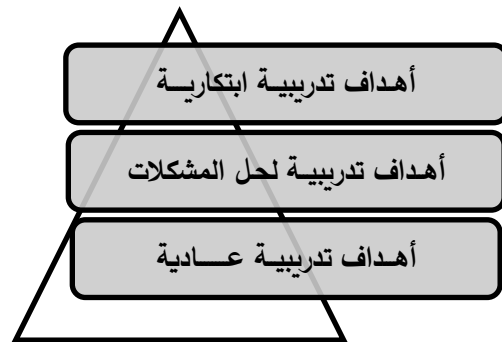 أهداف تدريبية ابتكارية
أهداف تدريبية لحل المشكلات
أهداف تدريبية عادية